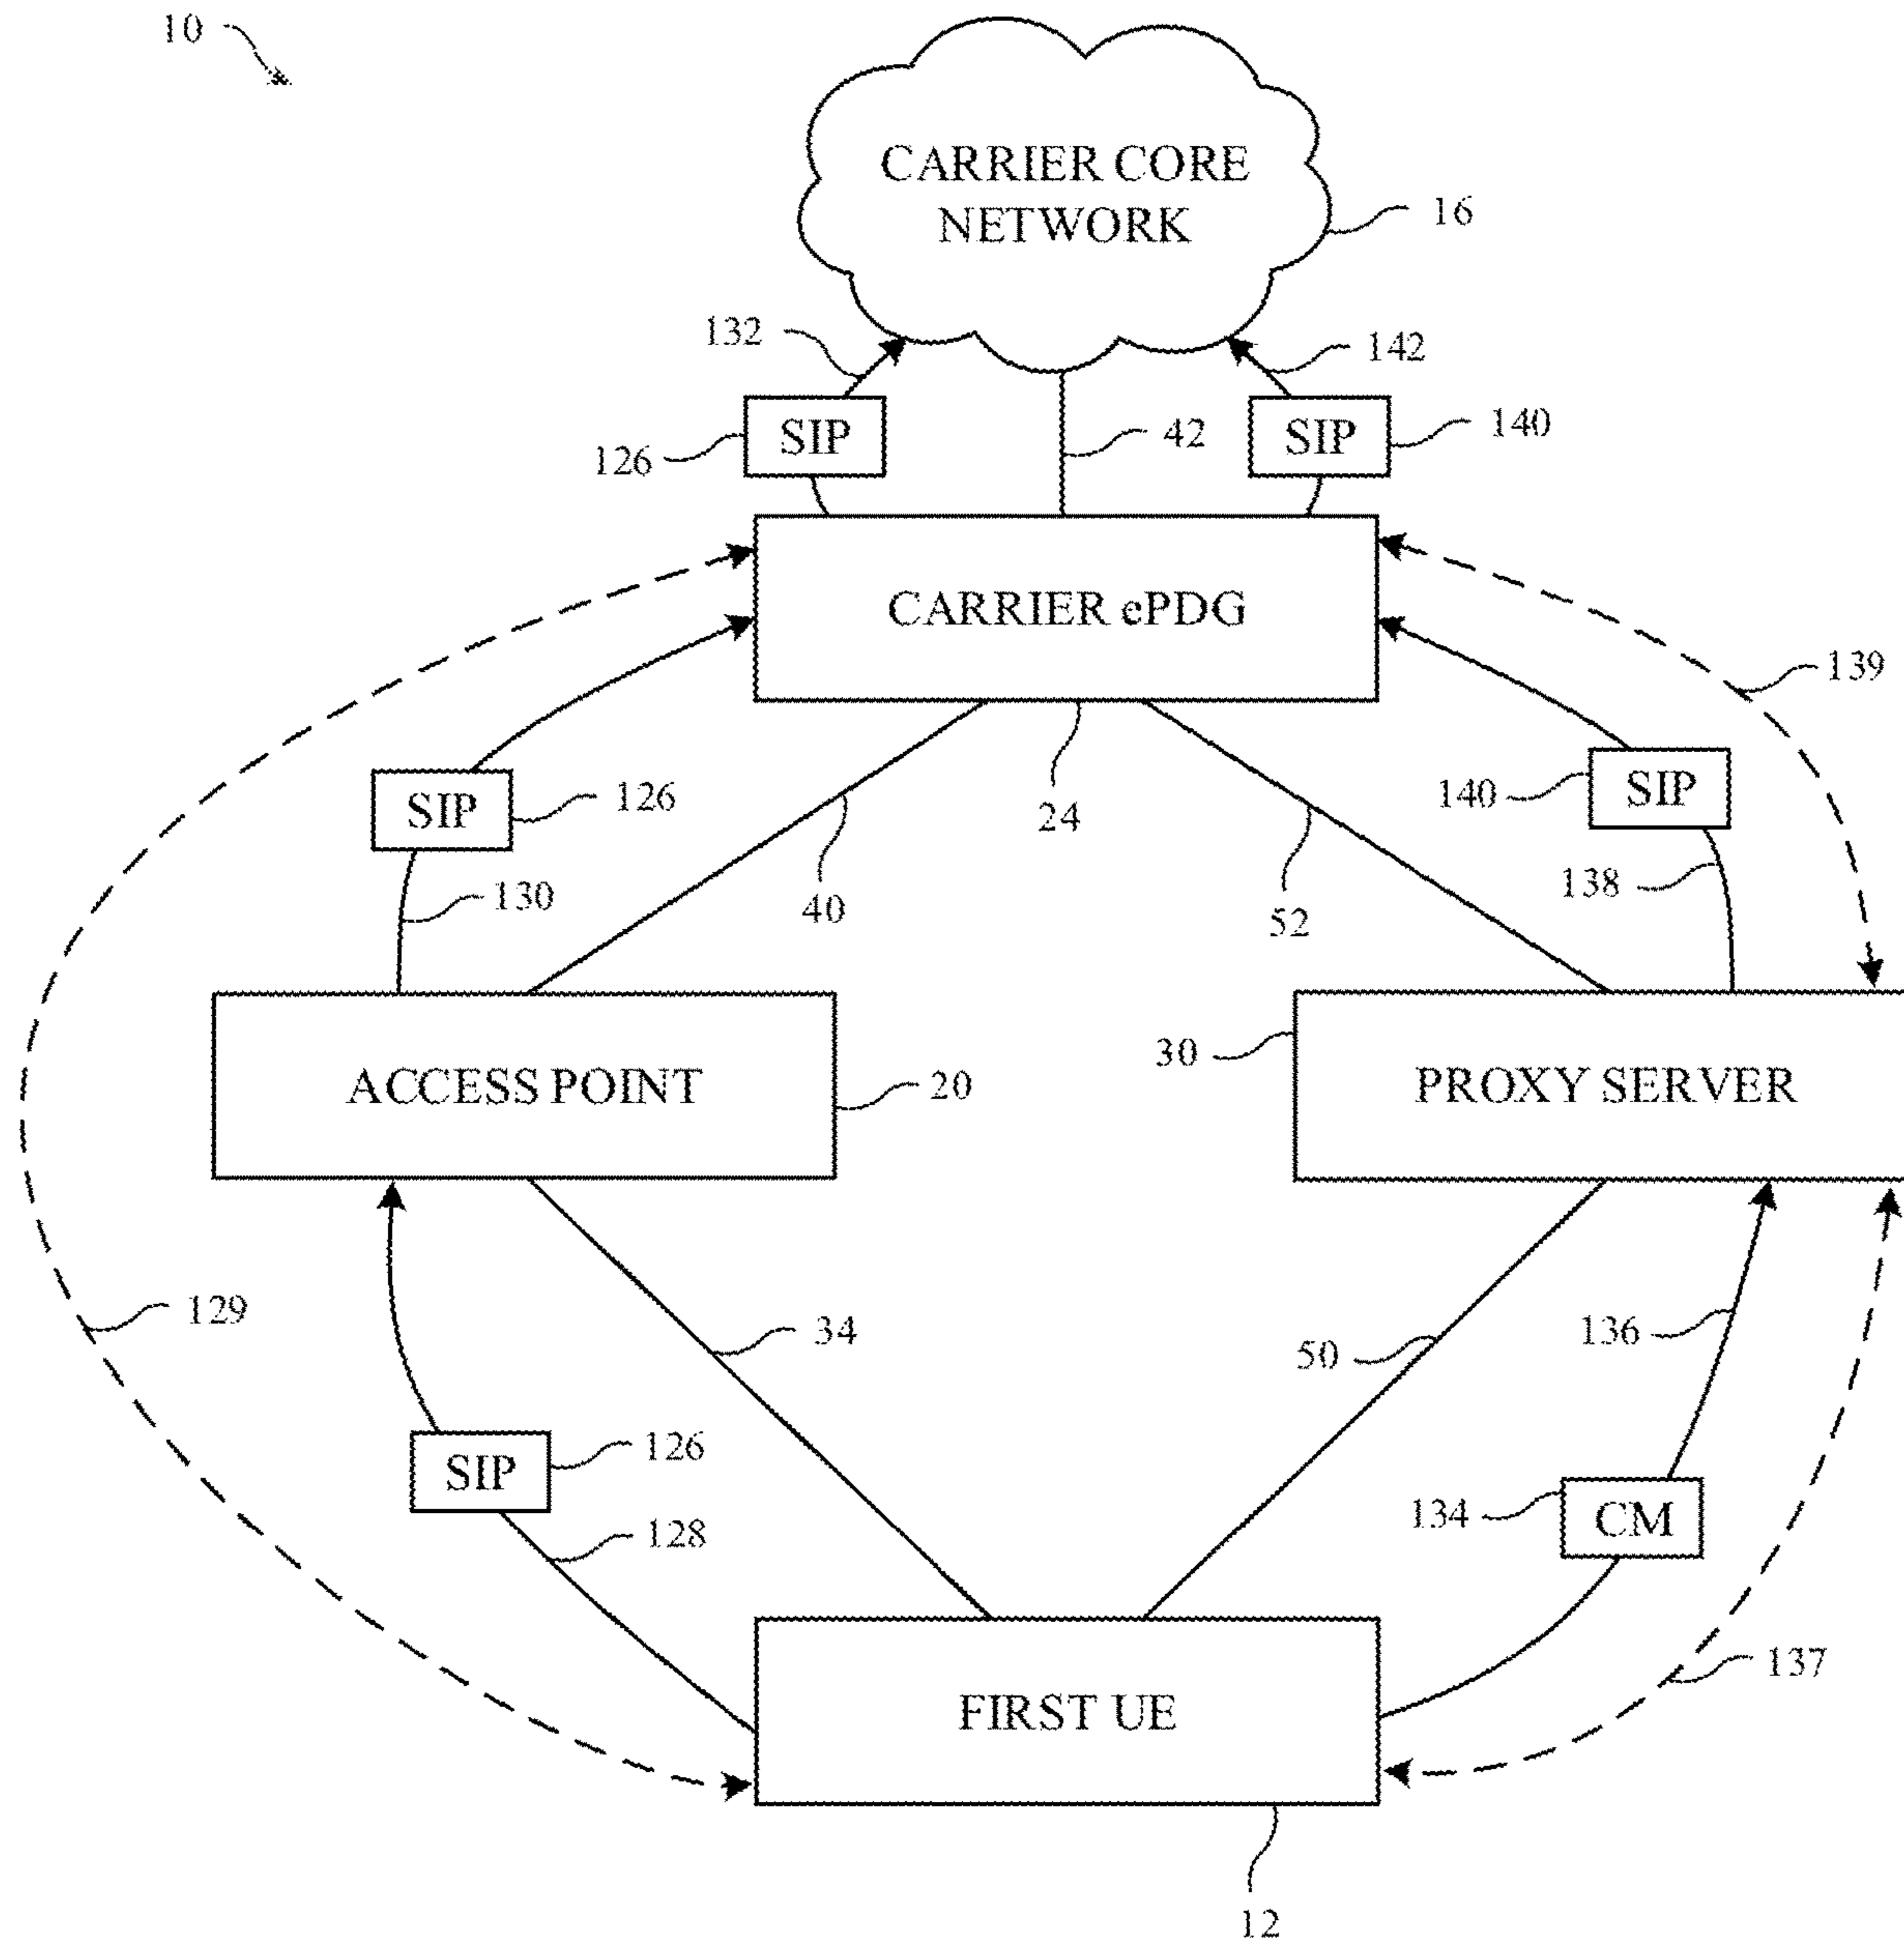 10
CARRIER CORE
NETWORK
16
132
142
SIP
126
42
SIP
140
CARRIER ePDG
139
SIP
126
140
SIP
24
130
40
52
138
ACCESS POINT
20
30
PROXY SERVER
129
34
50
136
SIP
126
134
CM
128
137
FIRST UE
12